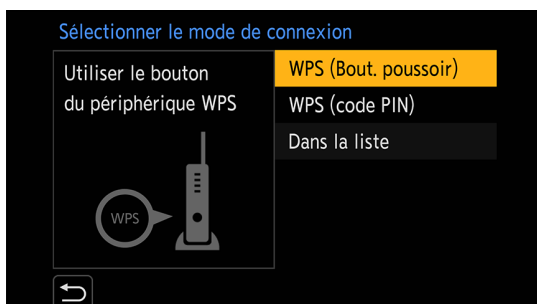 Sélectionner le mode de connexion
Utiliser le bouton
du périphérique WPS
WPS
WPS (Bout. poussoir)
WPS (code PIN)
Dans la liste